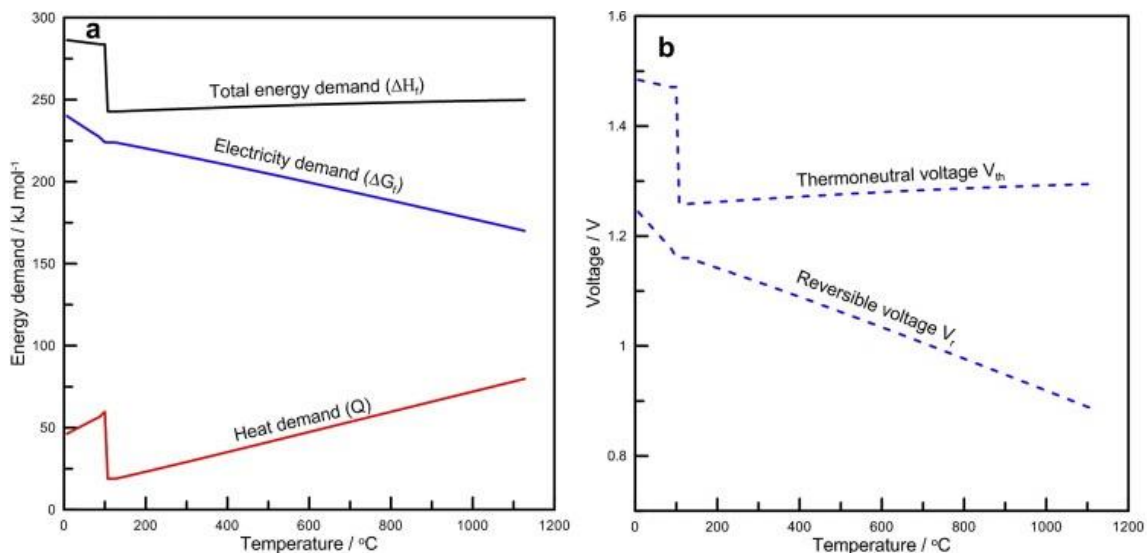 a
300
250
200
150
100
50
0
Energy demand / kJ mol⁻¹
Total energy demand (ΔHf)
Electricity demand (ΔGf)
Heat demand (Q)
0 200 400 600 800 1000 1200
Temperature / °C
b
1.6
1.4
1.2
1
0.8
Voltage / V
Thermoneutral voltage Vth
Reversible voltage Vr
0 200 400 600 800 1000 1200
Temperature / °C